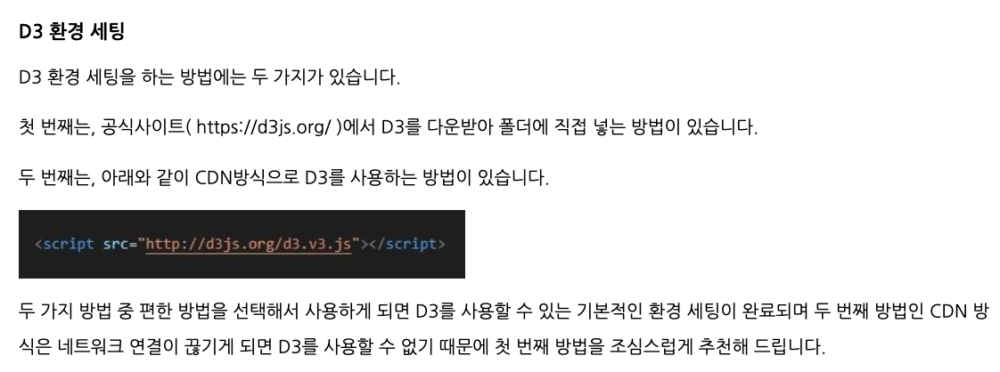 D3 환경 세팅
D3 환경 세팅을 하는 방법에는 두 가지가 있습니다.
첫 번째는, 공식사이트( https://d3js.org/ )에서 D3를 다운받아 폴더에 직접 넣는 방법이 있습니다.
두 번째는, 아래와 같이 CDN방식으로 D3를 사용하는 방법이 있습니다.
<script src="http://d3js.org/d3.v3.js"></script>
두 가지 방법 중 편한 방법을 선택해서 사용하게 되면 D3를 사용할 수 있는 기본적인 환경 세팅이 완료되며 두 번째 방법인 CDN 방
식은 네트워크 연결이 끊기게 되면 D3를 사용할 수 없기 때문에 첫 번째 방법을 조심스럽게 추천해 드립니다.